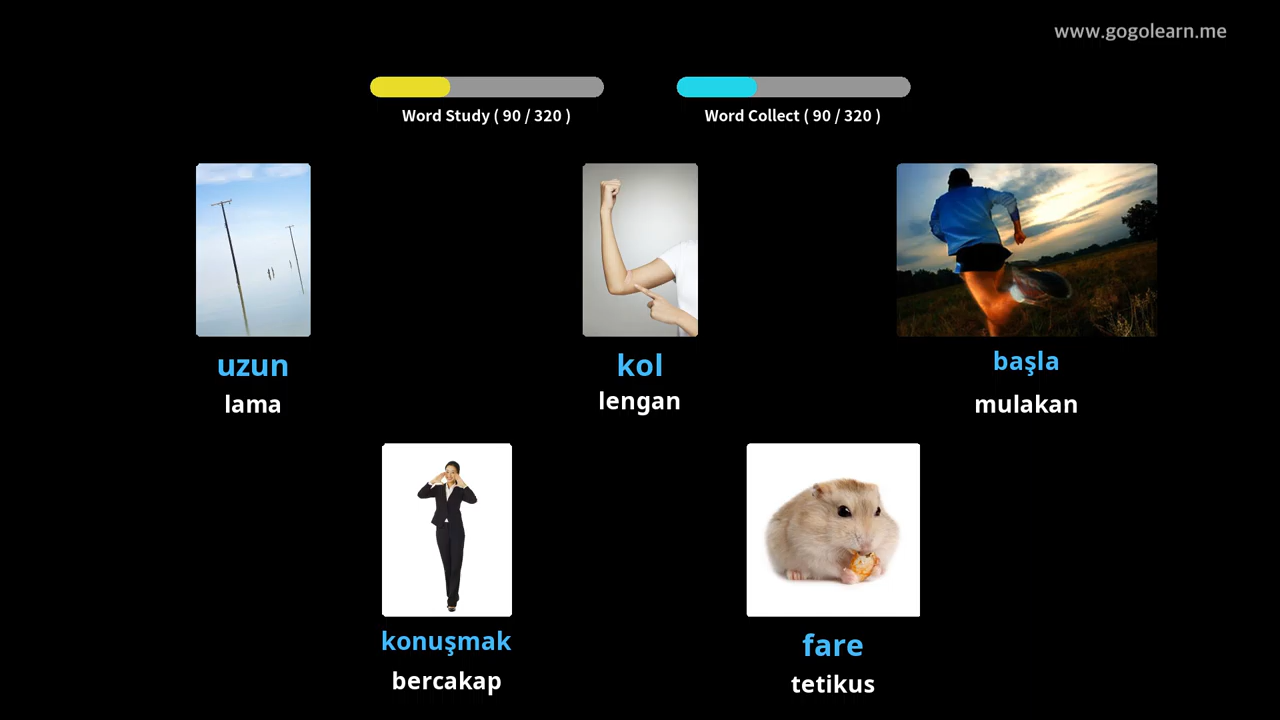 www.gogolearn.me
Word Study ( 90 / 320 )
Word Collect ( 90 / 320 )
uzun
lama
kol
lengan
başla
mulakan
konuşmak
bercakap
fare
tetikus